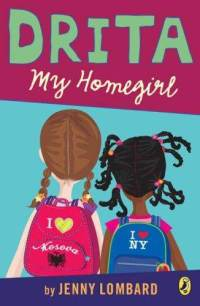 DRITA
My Homegirl
I ♥
Kosova
I ♥
NY
by JENNY LOMBARD